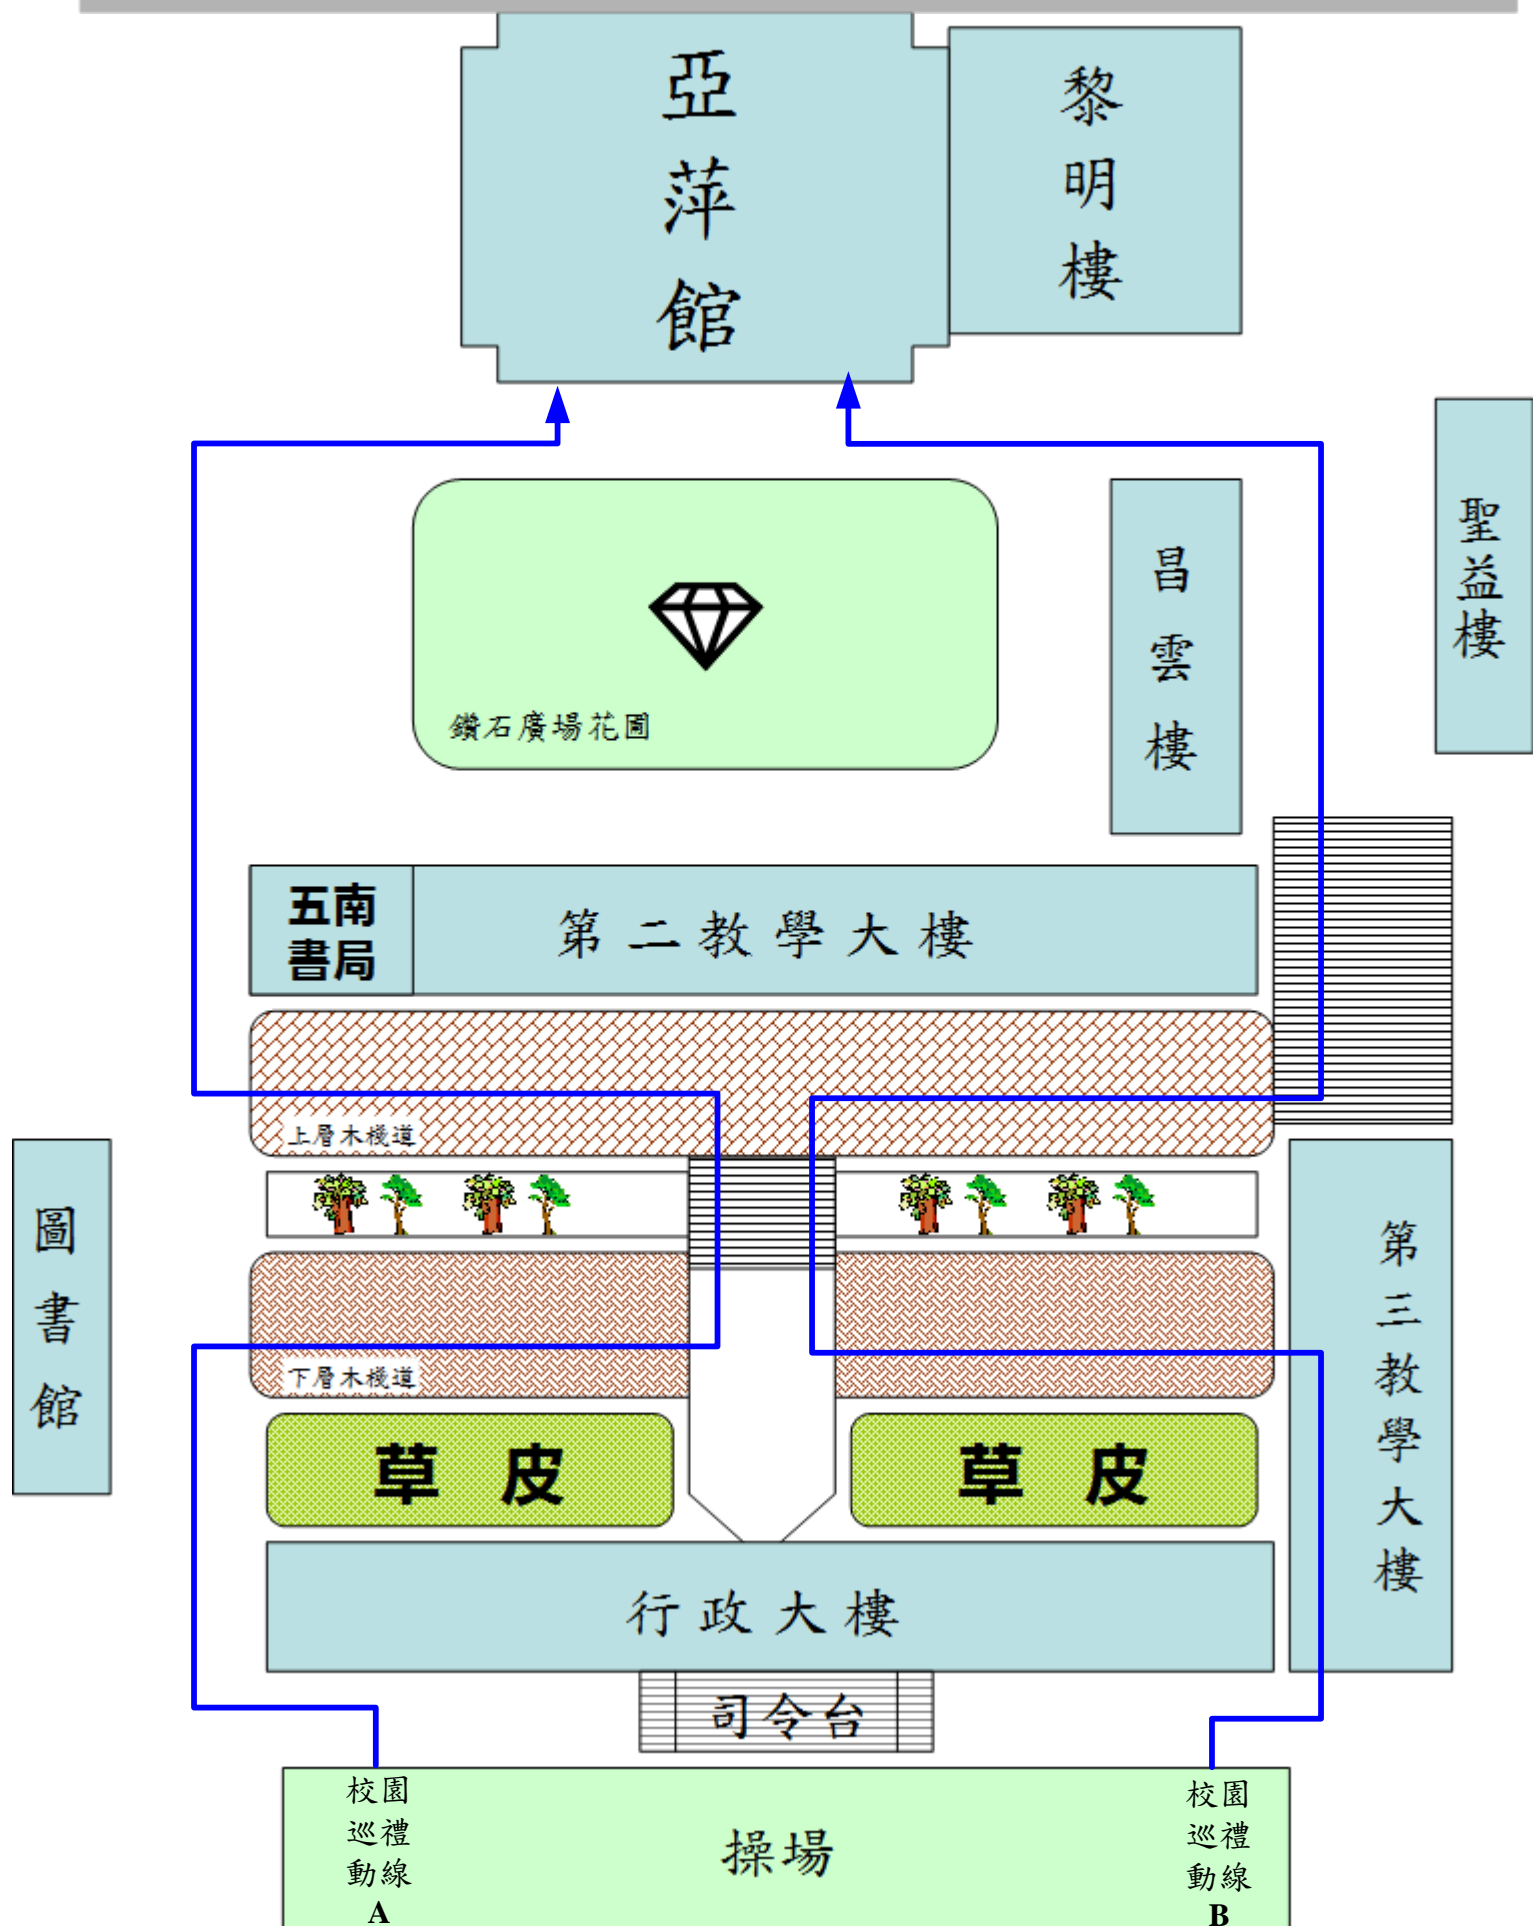 亞萍館
黎明樓
聖益樓
昌雲樓
鑽石廣場花圃
五南
書局
第二教學大樓
上層木棧道
圖書館
第三教學大樓
下層木棧道
草皮
草皮
行政大樓
司令台
操場
校園
巡禮
動線
A
校園
巡禮
動線
B